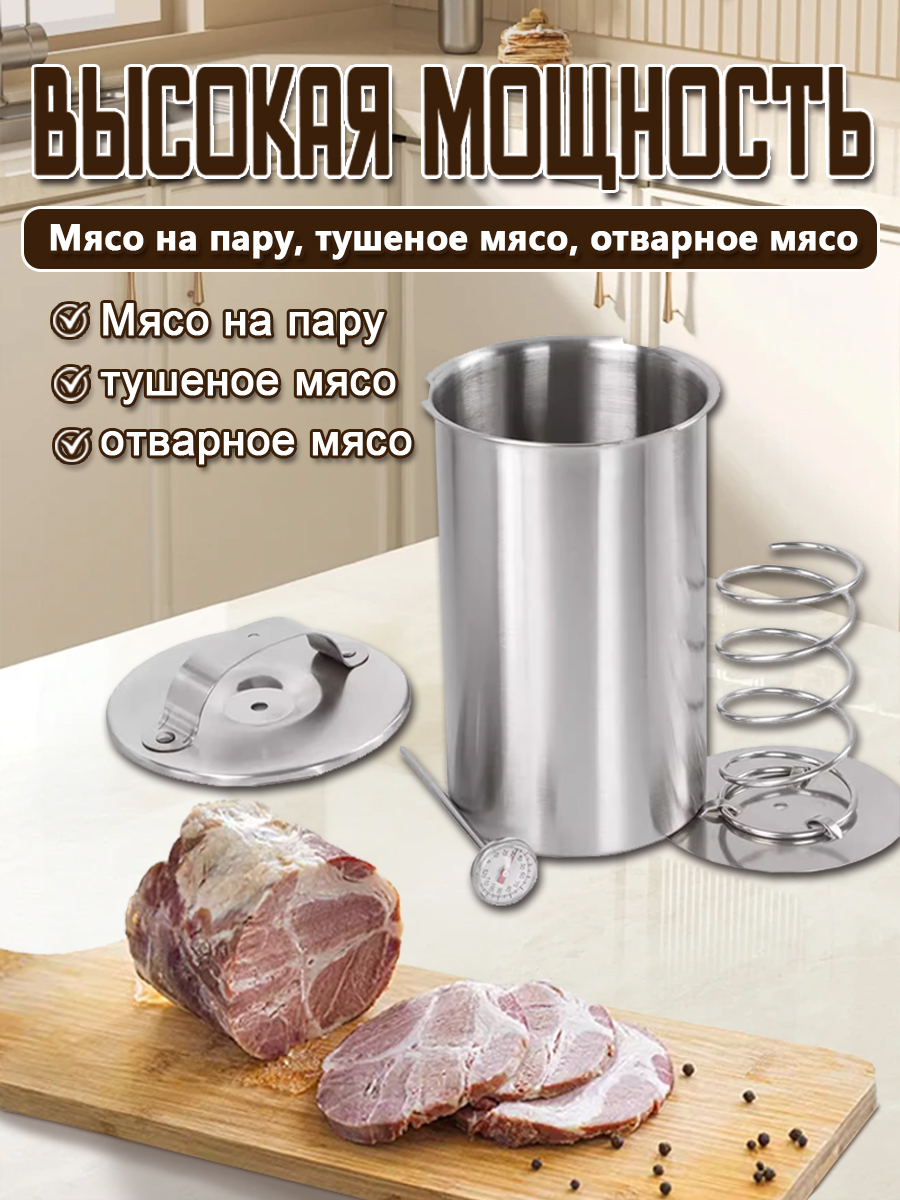 ВЫСОКАЯ МОЩНОСТЬ
Мясо на пару, тушеное мясо, отварное мясо
Мясо на пару
тушеное мясо
отварное мясо